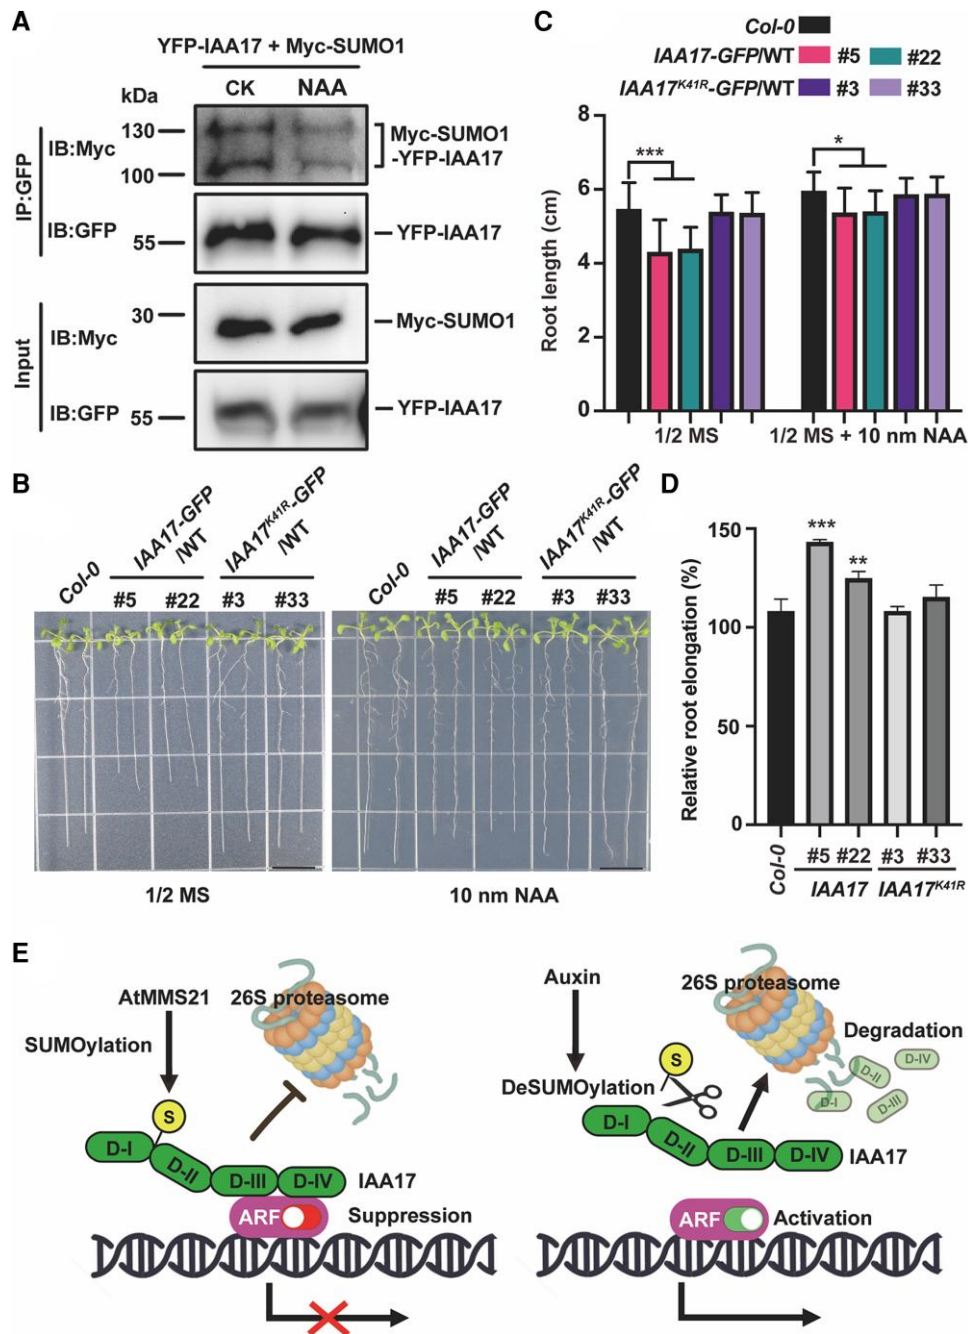 A
YFP-IAA17 + Myc-SUMO1
kDa
CK
NAA
IP:GFP
IB:Myc
130
100
Myc-SUMO1
-YFP-IAA17
IB:GFP
55
YFP-IAA17
Input
IB:Myc
30
Myc-SUMO1
IB:GFP
55
YFP-IAA17
C
Col-0
IAA17-GFP/WT #5 #22
IAA17K41R-GFP/WT #3 #33
Root length (cm)
8
6
4
2
0
***
*
1/2 MS
1/2 MS + 10 nm NAA
B
Col-0
IAA17-GFP
/WT
IAA17K41R-GFP
/WT
#5 #22 #3 #33
Col-0
IAA17-GFP
/WT
IAA17K41R-GFP
/WT
#5 #22 #3 #33
1/2 MS
10 nm NAA
D
Relative root elongation (%)
150
100
50
0
***
**
Col-0
#5 #22 #3 #33
IAA17
IAA17K41R
E
AtMMS21
26S proteasome
SUMOylation
S
D-I
D-II
D-III
D-IV
IAA17
ARF
Suppression
Auxin
26S proteasome
Degradation
DeSUMOylation
S
D-I
D-II
D-III
D-IV
D-I
D-II
D-III
D-IV
IAA17
ARF
Activation